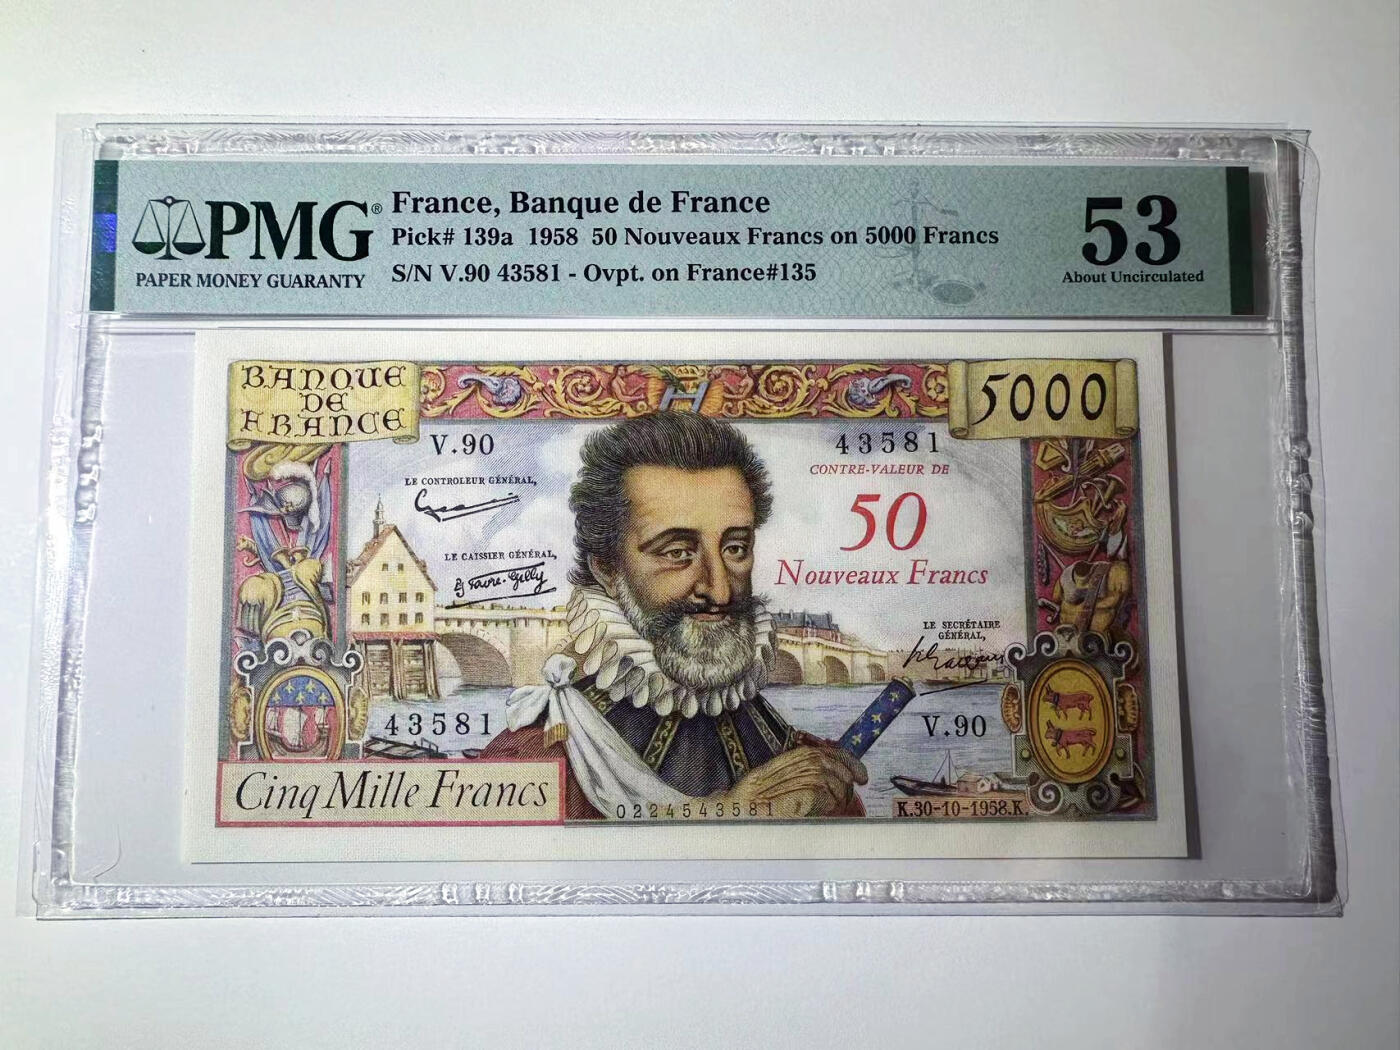 PMG®
PAPER MONEY GUARANTY
France, Banque de France
Pick# 139a 1958 50 Nouveaux Francs on 5000 Francs
S/N V.90 43581 - Ovpt. on France#135
53
About Uncirculated
BANQUE
DE
FRANCE
5000
V.90
43581
LE CONTROLEUR GÉNÉRAL,
CONTRE-VALEUR DE
50
Nouveaux Francs
LE CAISSIER GÉNÉRAL,
G Favre-Gilly
LE SECRÉTAIRE
GÉNÉRAL,
43581
V.90
Cinq Mille Francs
0224543581
K.30-10-1958.K.